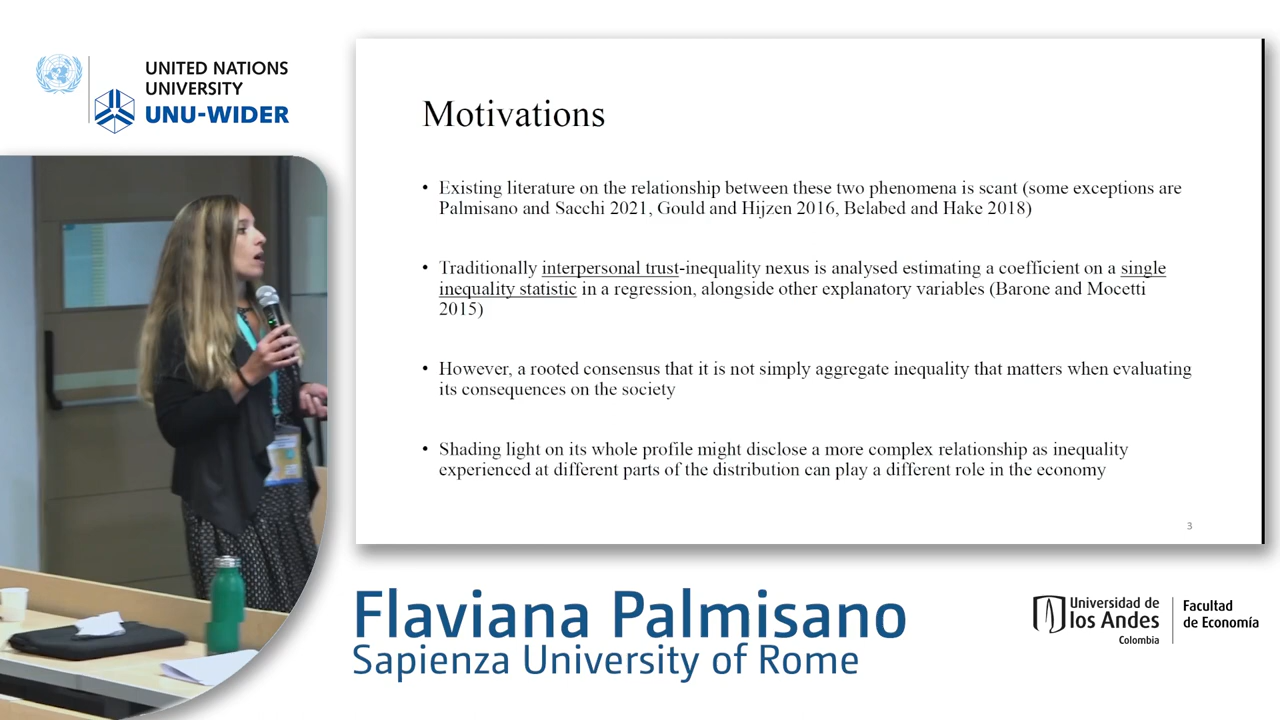 UNITED NATIONS
UNIVERSITY
UNU-WIDER
Motivations
• Existing literature on the relationship between these two phenomena is scant (some exceptions are
Palmisano and Sacchi 2021, Gould and Hijzen 2016, Belabed and Hake 2018)
• Traditionally interpersonal trust-inequality nexus is analysed estimating a coefficient on a single
inequality statistic in a regression, alongside other explanatory variables (Barone and Mocetti
2015)
• However, a rooted consensus that it is not simply aggregate inequality that matters when evaluating
its consequences on the society
• Shading light on its whole profile might disclose a more complex relationship as inequality
experienced at different parts of the distribution can play a different role in the economy
3
Flaviana Palmisano
Sapienza University of Rome
Universidad de
los Andes
Colombia
Facultad
de Economía